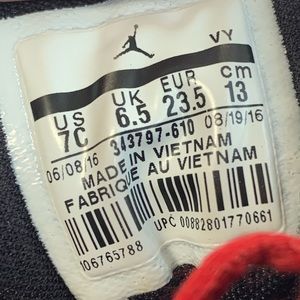 VY
US UK EUR cm
7C 6.5 23.5 13
06/08/16 343797-610 08/19/16
MADE IN VIETNAM
FABRIQUE AU VIETNAM
106765788
UPC 00882801770661